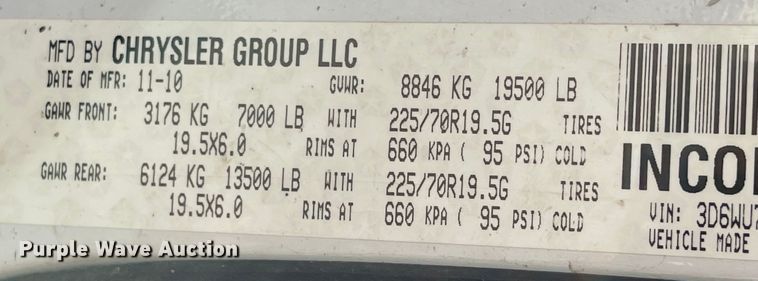 MFD BY CHRYSLER GROUP LLC
DATE OF MFR: 11-10 GVWR: 8846 KG 19500 LB
GAWR FRONT: 3176 KG 7000 LB WITH 225/70R19.5G TIRES
19.5X6.0 RIMS AT 660 KPA ( 95 PSI) COLD
GAWR REAR: 6124 KG 13500 LB WITH 225/70R19.5G TIRES
19.5X6.0 RIMS AT 660 KPA ( 95 PSI) COLD
INCO
VIN: 3D6WU7
VEHICLE MADE
Purple Wave Auction